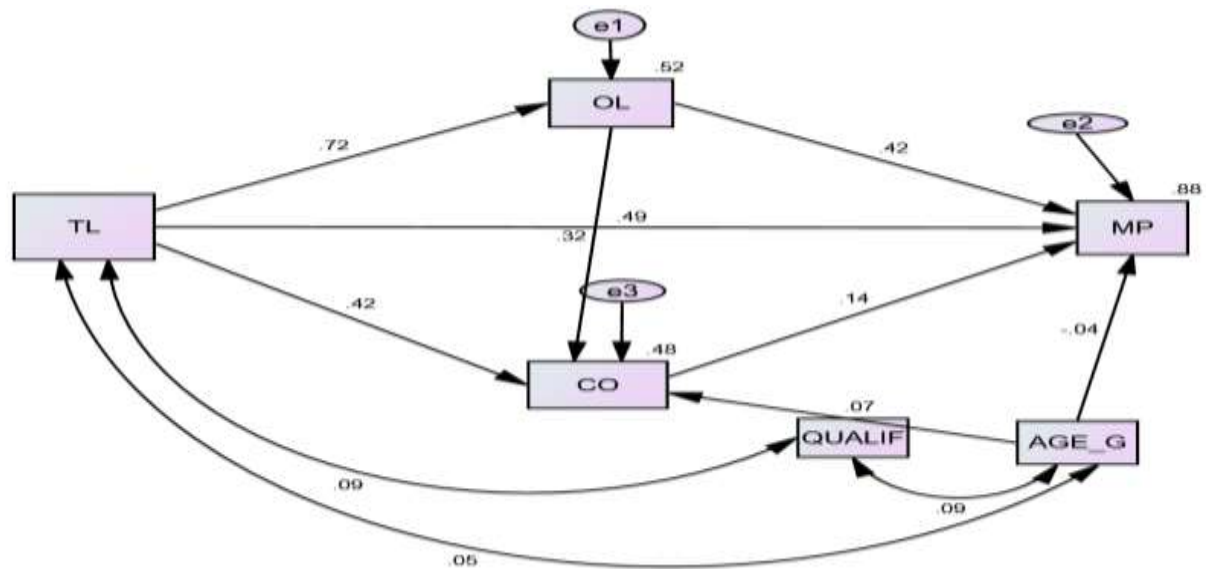 e1
.52
OL
e2
.72
.42
.88
TL
.49
MP
.32
e3
.42
.14
-.04
.48
CO
.07
QUALIF
AGE_G
.09
.09
.05